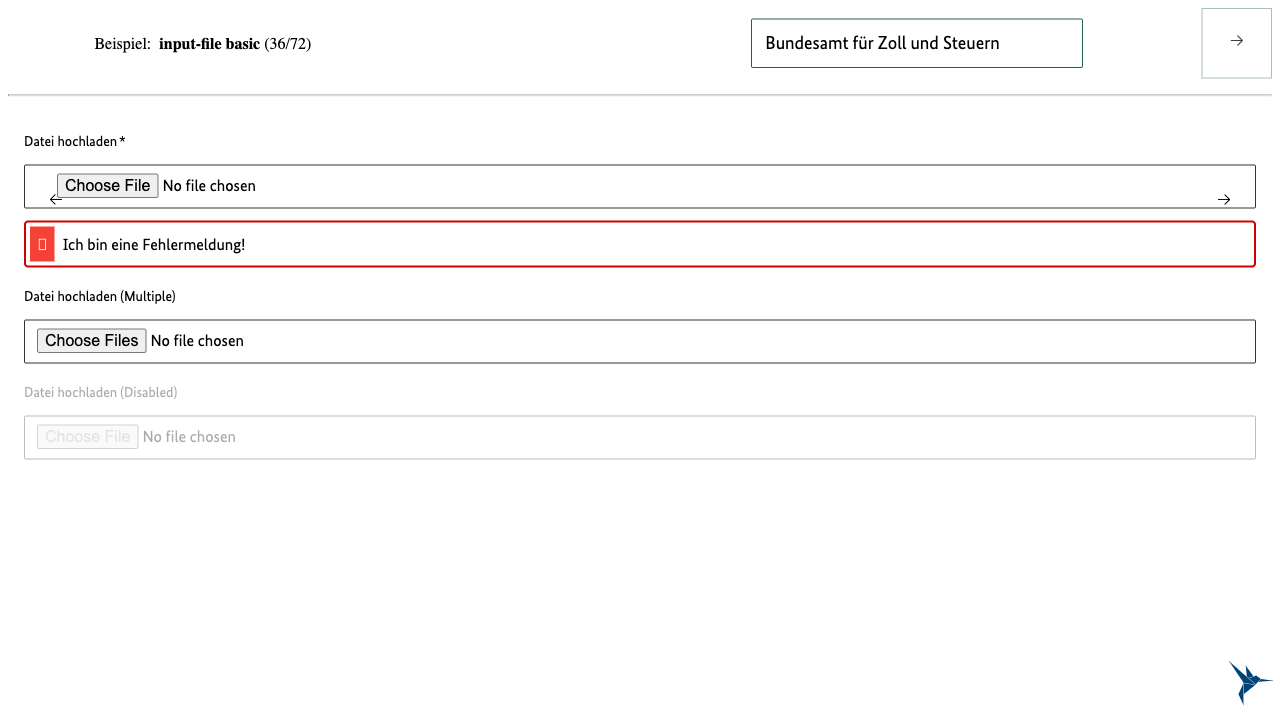 Beispiel: input-file basic (36/72)
Bundesamt für Zoll und Steuern
Datei hochladen *
Choose File No file chosen
Ich bin eine Fehlermeldung!
Datei hochladen (Multiple)
Choose Files No file chosen
Datei hochladen (Disabled)
Choose File No file chosen